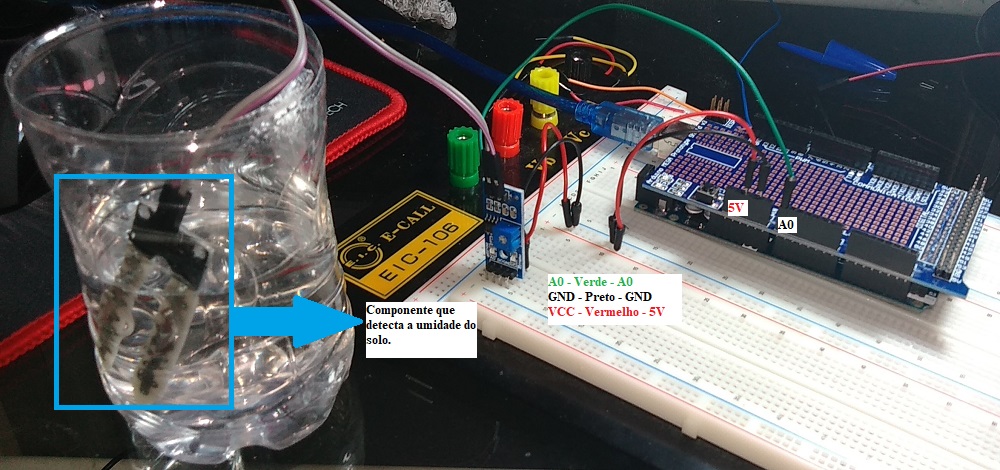 TECH
E-CALL
EIC-106
5V
A0
A0 - Verde - A0
GND - Preto - GND
VCC - Vermelho - 5V
Componente que
detecta a umidade do
solo.